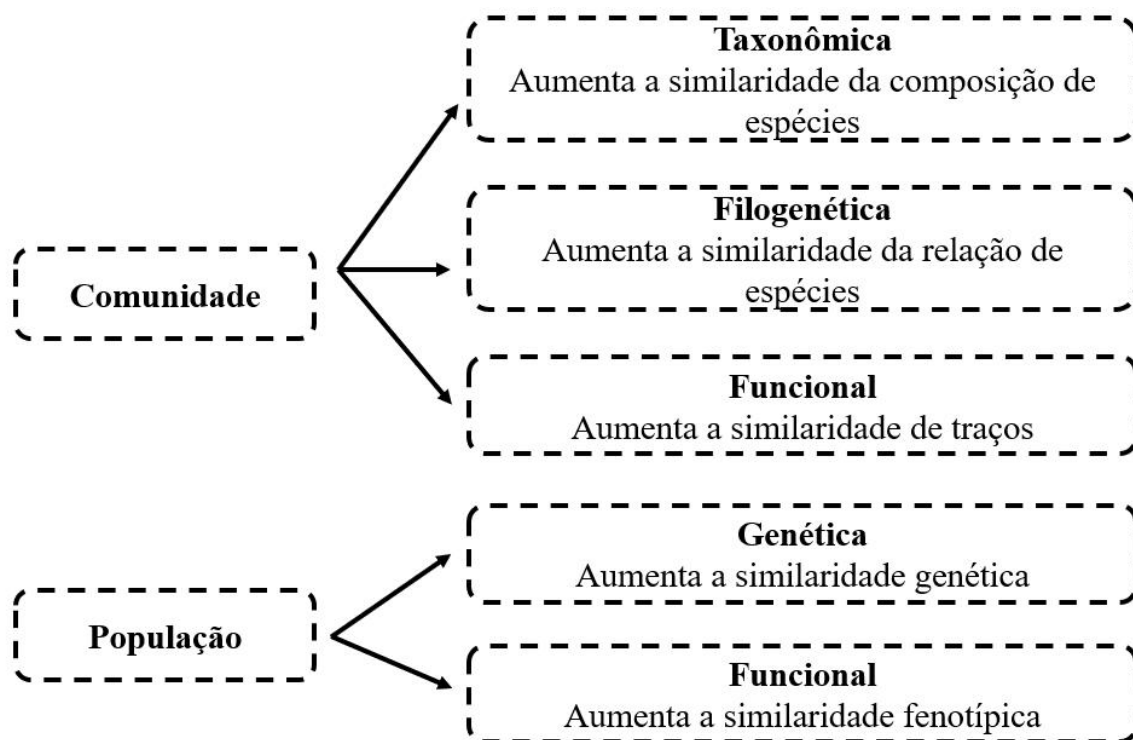 Comunidade
Taxonômica
Aumenta a similaridade da composição de
espécies
Filogenética
Aumenta a similaridade da relação de
espécies
Funcional
Aumenta a similaridade de traços
População
Genética
Aumenta a similaridade genética
Funcional
Aumenta a similaridade fenotípica